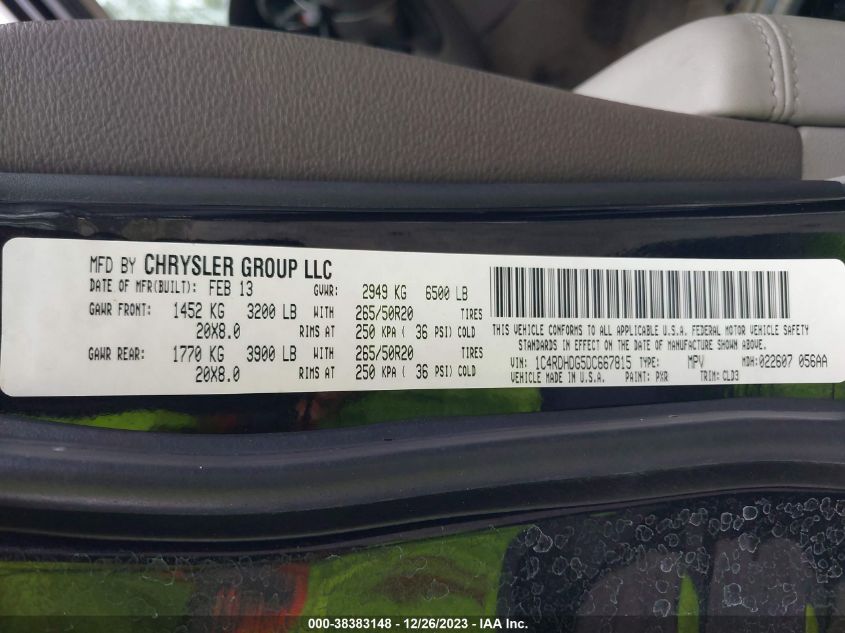 MFD BY CHRYSLER GROUP LLC
DATE OF MFR(BUILT): FEB 13 GVWR: 2949 KG 6500 LB
GAWR FRONT: 1452 KG 3200 LB WITH 265/50R20 TIRES
20X8.0 RIMS AT 250 KPA ( 36 PSI) COLD
GAWR REAR: 1770 KG 3900 LB WITH 265/50R20 TIRES
20X8.0 RIMS AT 250 KPA ( 36 PSI) COLD
THIS VEHICLE CONFORMS TO ALL APPLICABLE U.S.A. FEDERAL MOTOR VEHICLE SAFETY
STANDARDS IN EFFECT ON THE DATE OF MANUFACTURE SHOWN ABOVE.
VIN: 1C4RDHDG5DC667815 TYPE: MPV MDH:022607 056AA
VEHICLE MADE IN U.S.A. PAINT: PXR TRIM: CLD3
000-38383148 - 12/26/2023 - IAA Inc.